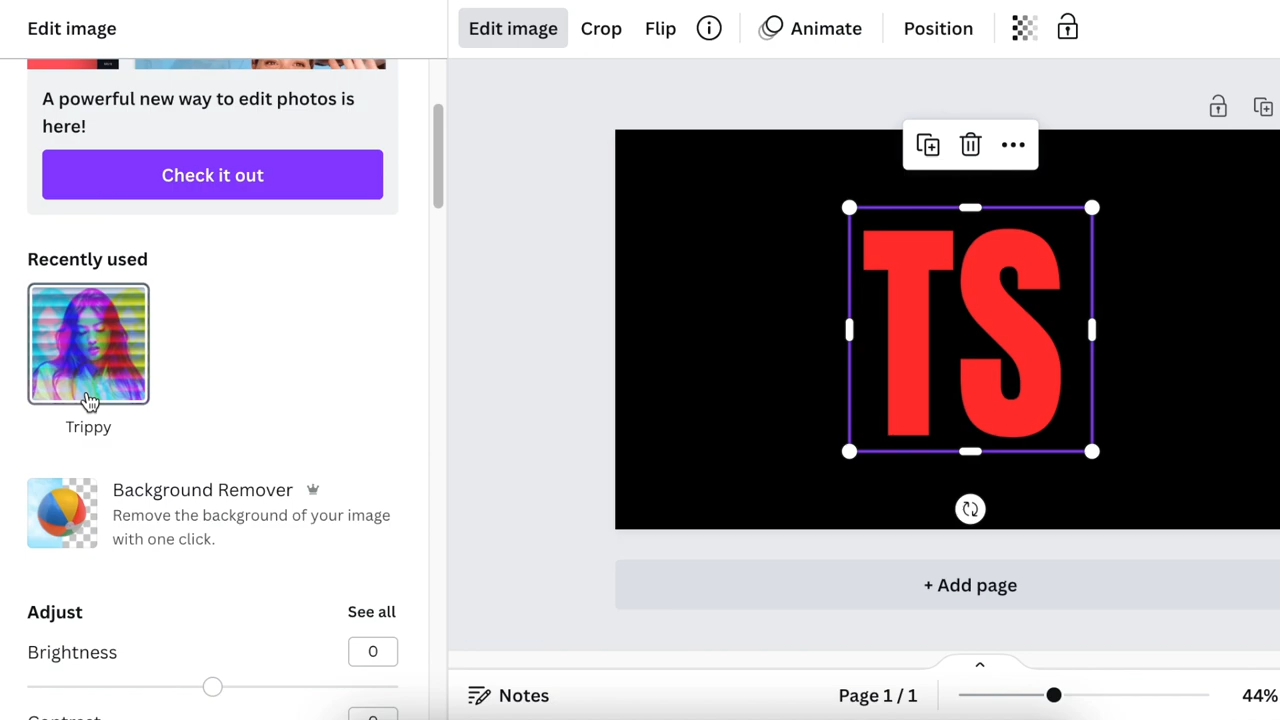 Edit image
Edit image
Crop
Flip
Animate
Position
A powerful new way to edit photos is
here!
Check it out
Recently used
Trippy
Background Remover
Remove the background of your image
with one click.
Adjust
See all
Brightness
0
TS
+ Add page
Notes
Page 1 / 1
44%